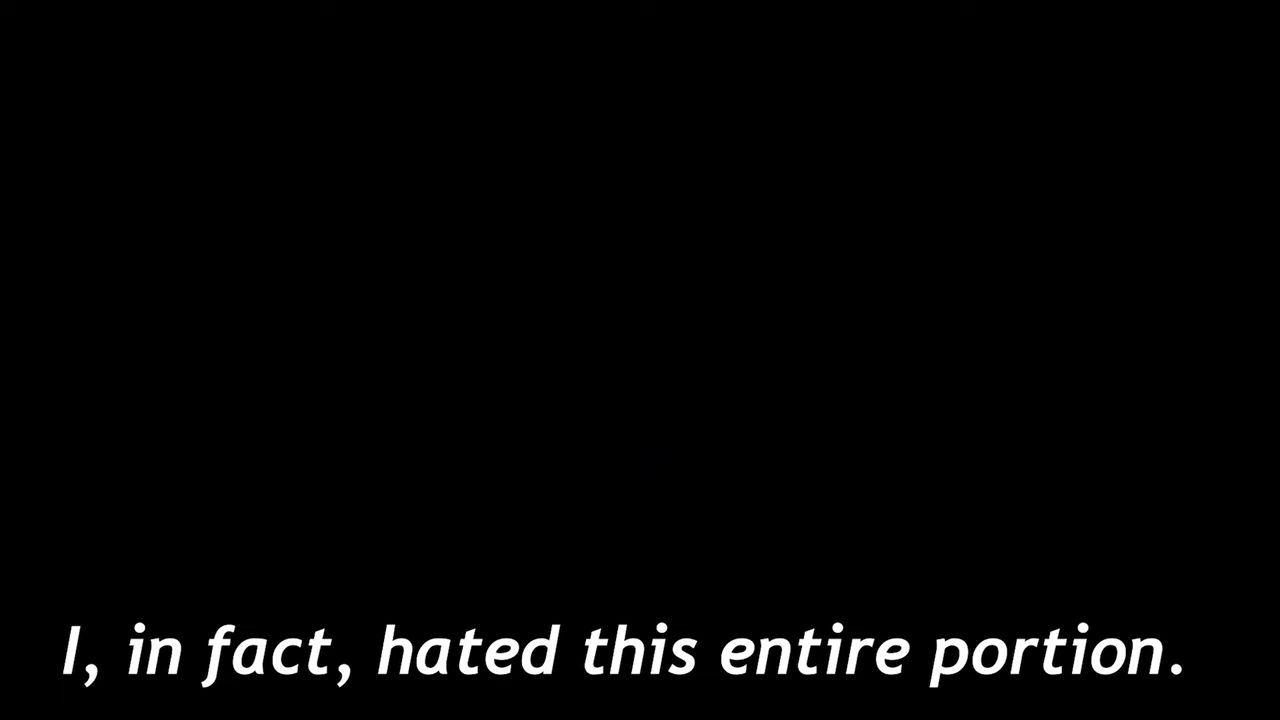 I, in fact, hated this entire portion.